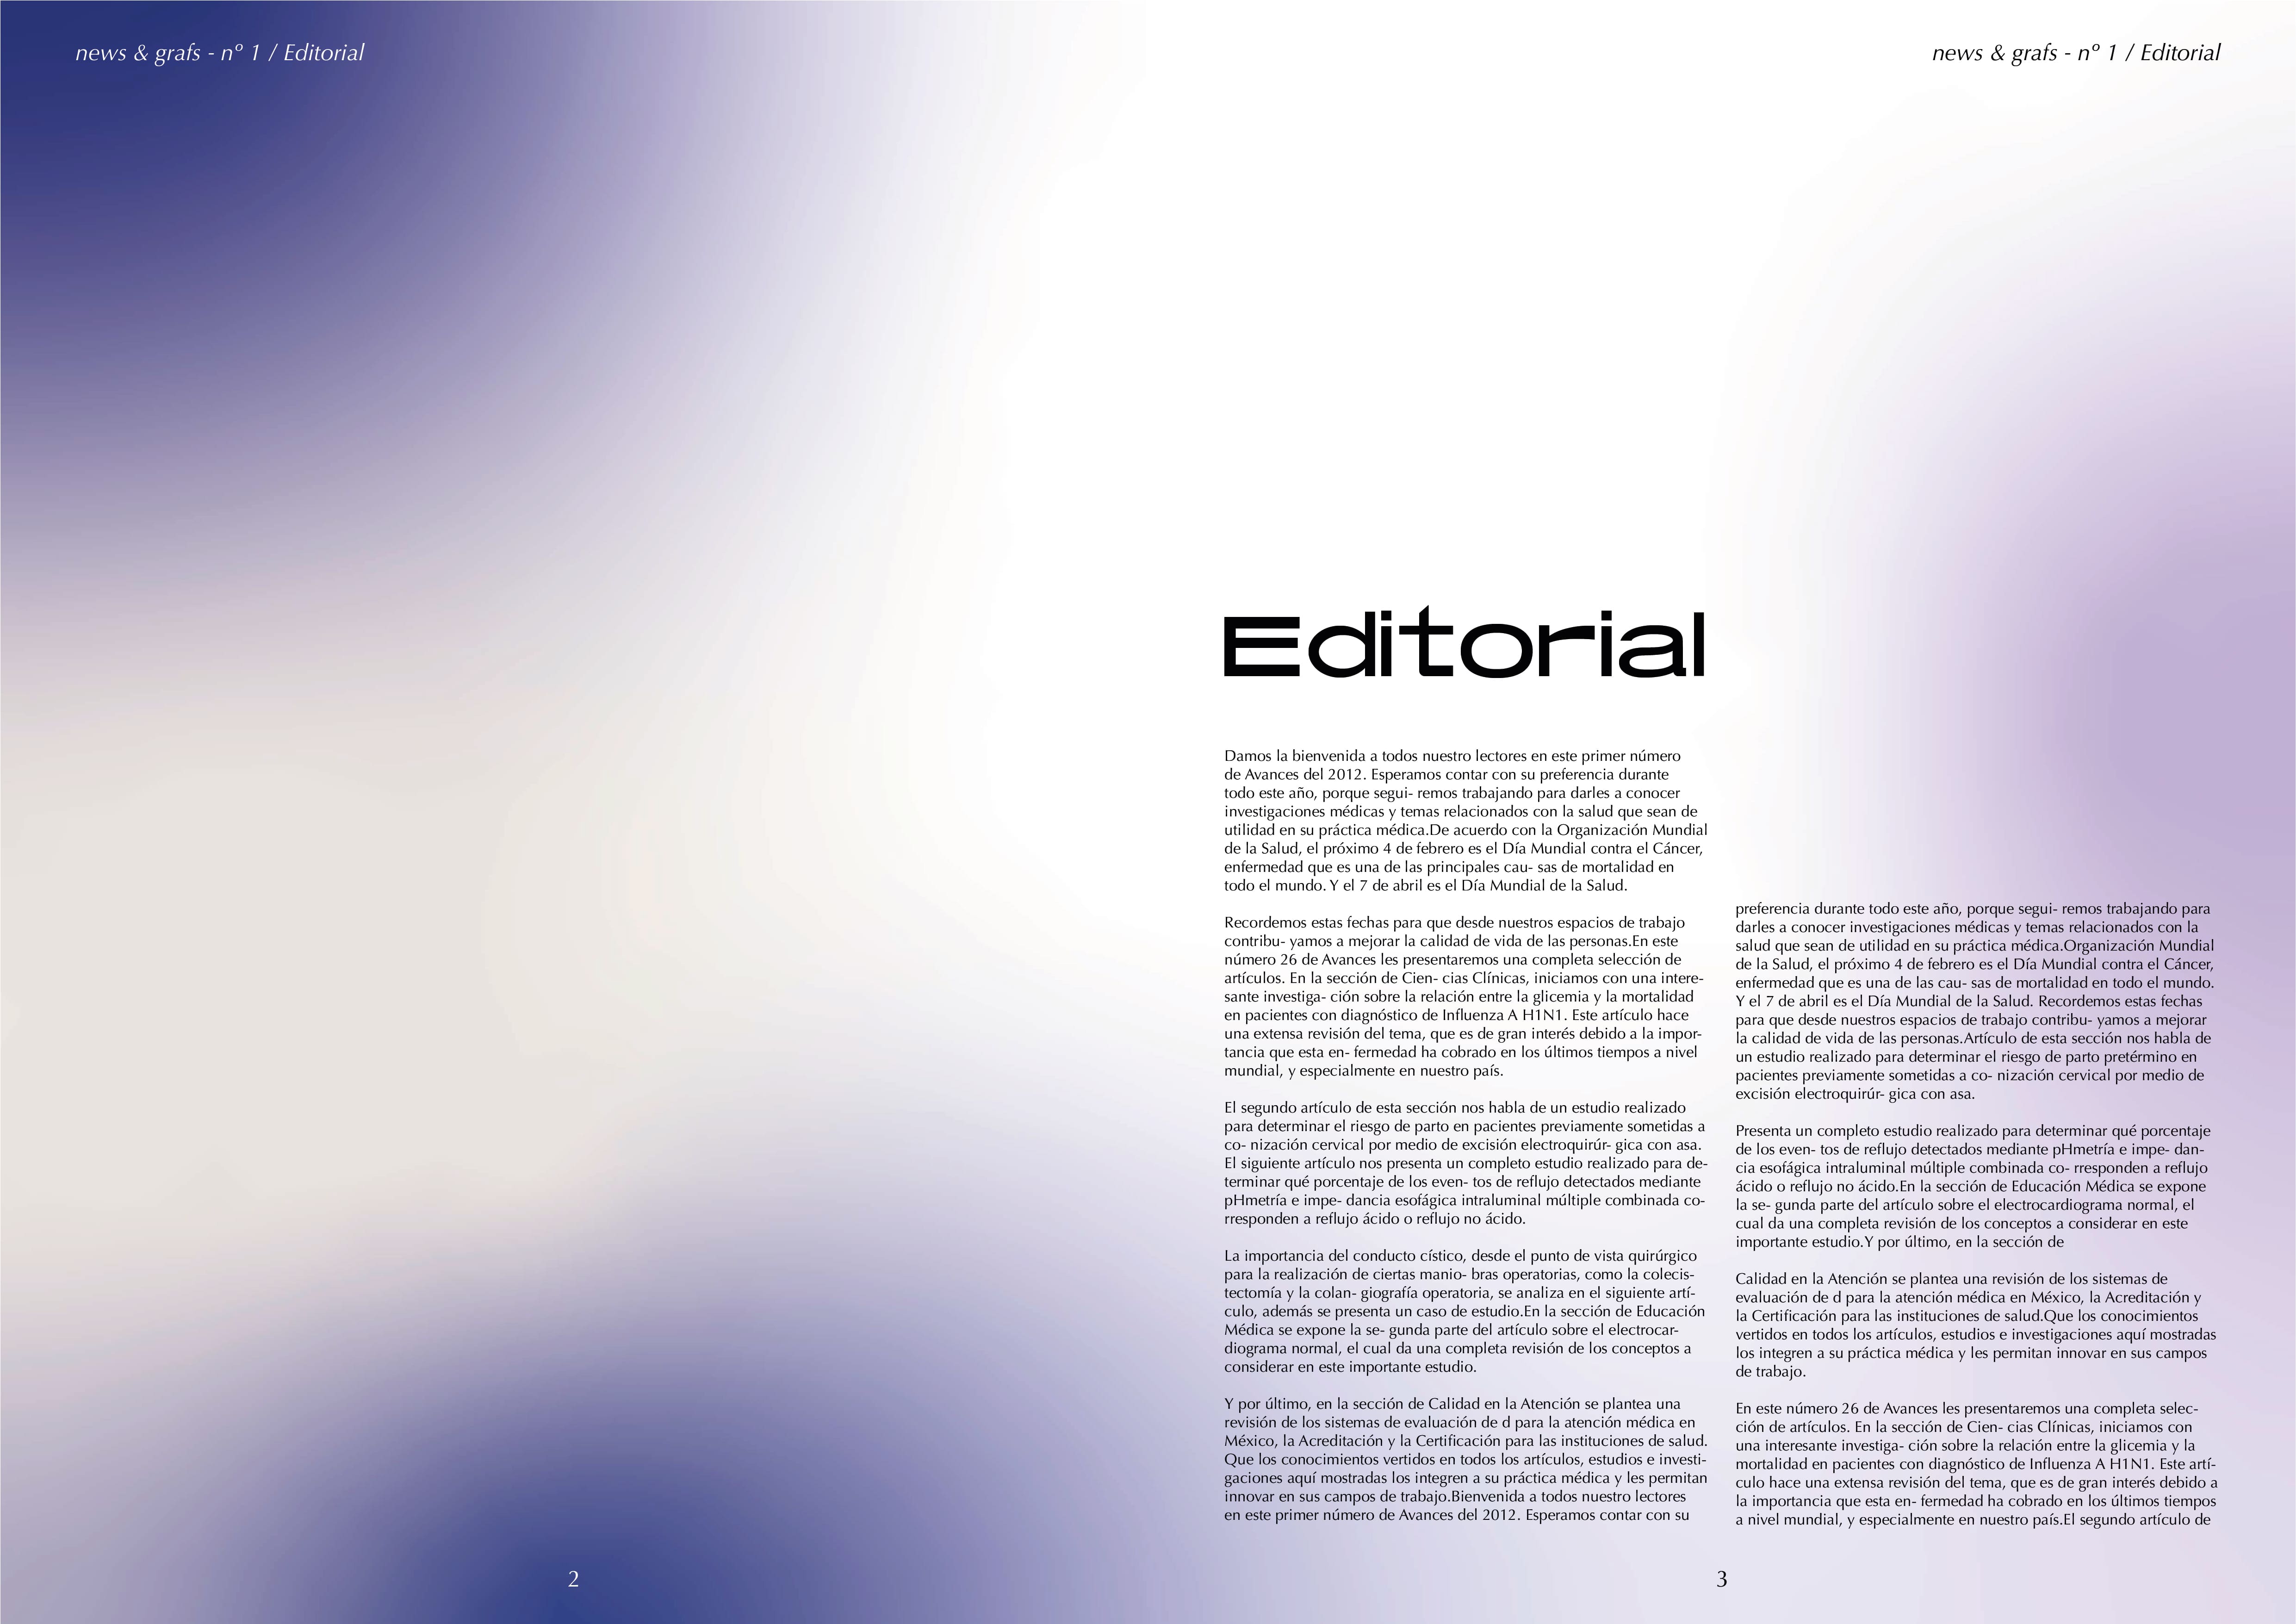 news & grafs - nº 1 / Editorial
news & grafs - nº 1 / Editorial
Editorial
Damos la bienvenida a todos nuestro lectores en este primer número
de Avances del 2012. Esperamos contar con su preferencia durante
todo este año, porque segui- remos trabajando para darles a conocer
investigaciones médicas y temas relacionados con la salud que sean de
utilidad en su práctica médica.De acuerdo con la Organización Mundial
de la Salud, el próximo 4 de febrero es el Día Mundial contra el Cáncer,
enfermedad que es una de las principales cau- sas de mortalidad en
todo el mundo. Y el 7 de abril es el Día Mundial de la Salud.
Recordemos estas fechas para que desde nuestros espacios de trabajo
contribu- yamos a mejorar la calidad de vida de las personas.En este
número 26 de Avances les presentaremos una completa selección de
artículos. En la sección de Cien- cias Clínicas, iniciamos con una intere-
sante investiga- ción sobre la relación entre la glicemia y la mortalidad
en pacientes con diagnóstico de Influenza A H1N1. Este artículo hace
una extensa revisión del tema, que es de gran interés debido a la impor-
tancia que esta en- fermedad ha cobrado en los últimos tiempos a nivel
mundial, y especialmente en nuestro país.
El segundo artículo de esta sección nos habla de un estudio realizado
para determinar el riesgo de parto en pacientes previamente sometidas a
co- nización cervical por medio de excisión electroquirúr- gica con asa.
El siguiente artículo nos presenta un completo estudio realizado para de-
terminar qué porcentaje de los even- tos de reflujo detectados mediante
pHmetría e impe- dancia esofágica intraluminal múltiple combinada co-
rresponden a reflujo ácido o reflujo no ácido.
La importancia del conducto cístico, desde el punto de vista quirúrgico
para la realización de ciertas manio- bras operatorias, como la colecis-
tectomía y la colan- giografía operatoria, se analiza en el siguiente artí-
culo, además se presenta un caso de estudio.En la sección de Educación
Médica se expone la se- gunda parte del artículo sobre el electrocar-
diograma normal, el cual da una completa revisión de los conceptos a
considerar en este importante estudio.
Y por último, en la sección de Calidad en la Atención se plantea una
revisión de los sistemas de evaluación de d para la atención médica en
México, la Acreditación y la Certificación para las instituciones de salud.
Que los conocimientos vertidos en todos los artículos, estudios e investi-
gaciones aquí mostradas los integren a su práctica médica y les permitan
innovar en sus campos de trabajo.Bienvenida a todos nuestro lectores
en este primer número de Avances del 2012. Esperamos contar con su
preferencia durante todo este año, porque segui- remos trabajando para
darles a conocer investigaciones médicas y temas relacionados con la
salud que sean de utilidad en su práctica médica.Organización Mundial
de la Salud, el próximo 4 de febrero es el Día Mundial contra el Cáncer,
enfermedad que es una de las cau- sas de mortalidad en todo el mundo.
Y el 7 de abril es el Día Mundial de la Salud. Recordemos estas fechas
para que desde nuestros espacios de trabajo contribu- yamos a mejorar
la calidad de vida de las personas.Artículo de esta sección nos habla de
un estudio realizado para determinar el riesgo de parto pretérmino en
pacientes previamente sometidas a co- nización cervical por medio de
excisión electroquirúr- gica con asa.
Presenta un completo estudio realizado para determinar qué porcentaje
de los even- tos de reflujo detectados mediante pHmetría e impe- dan-
cia esofágica intraluminal múltiple combinada co- rresponden a reflujo
ácido o reflujo no ácido.En la sección de Educación Médica se expone
la se- gunda parte del artículo sobre el electrocardiograma normal, el
cual da una completa revisión de los conceptos a considerar en este
importante estudio.Y por último, en la sección de
Calidad en la Atención se plantea una revisión de los sistemas de
evaluación de d para la atención médica en México, la Acreditación y
la Certificación para las instituciones de salud.Que los conocimientos
vertidos en todos los artículos, estudios e investigaciones aquí mostradas
los integren a su práctica médica y les permitan innovar en sus campos
de trabajo.
En este número 26 de Avances les presentaremos una completa selec-
ción de artículos. En la sección de Cien- cias Clínicas, iniciamos con
una interesante investiga- ción sobre la relación entre la glicemia y la
mortalidad en pacientes con diagnóstico de Influenza A H1N1. Este artí-
culo hace una extensa revisión del tema, que es de gran interés debido a
la importancia que esta en- fermedad ha cobrado en los últimos tiempos
a nivel mundial, y especialmente en nuestro país.El segundo artículo de
2
3